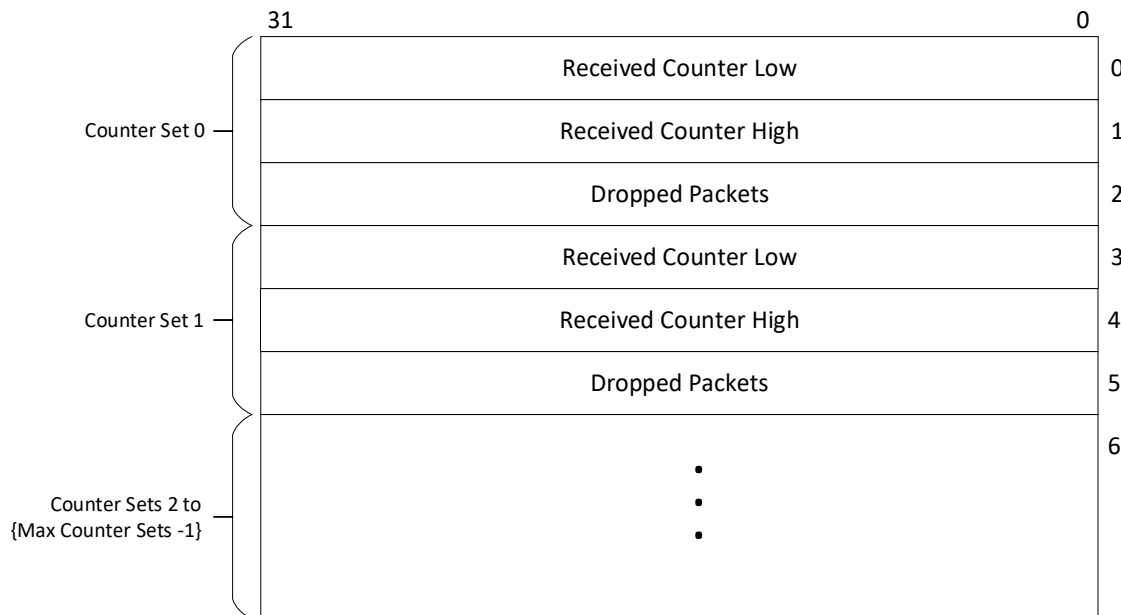 31 0
Received Counter Low 0
Counter Set 0 Received Counter High 1
Dropped Packets 2
Received Counter Low 3
Counter Set 1 Received Counter High 4
Dropped Packets 5
6
Counter Sets 2 to
{Max Counter Sets -1}